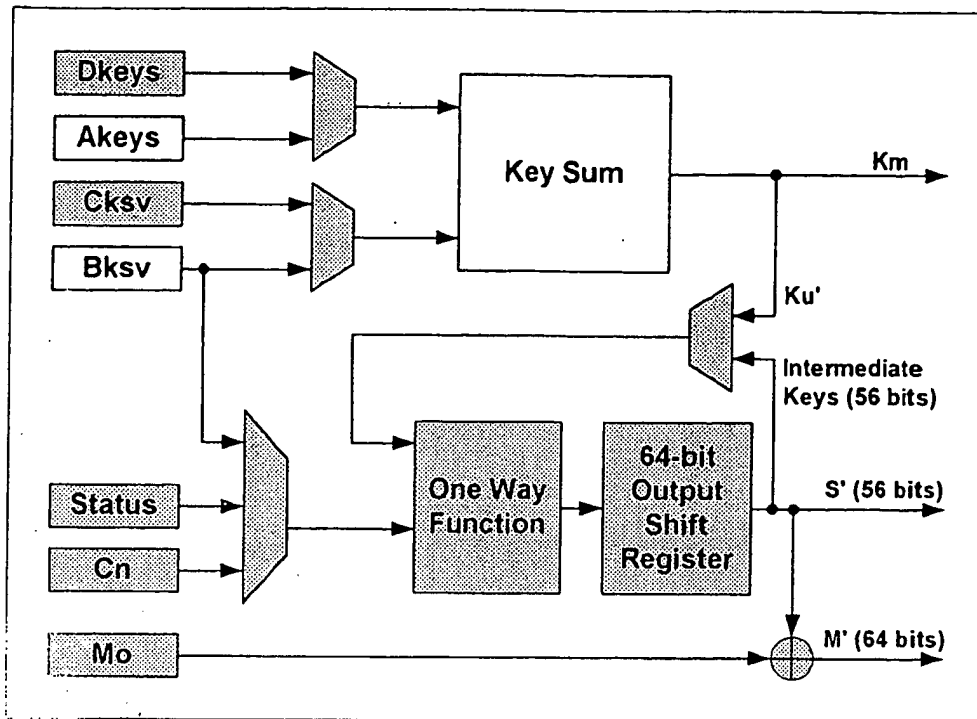 Dkeys
Akeys
Cksv
Bksv
Key Sum
Km
Ku'
Intermediate
Keys (56 bits)
Status
Cn
One Way
Function
64-bit
Output
Shift
Register
S' (56 bits)
Mo
M' (64 bits)